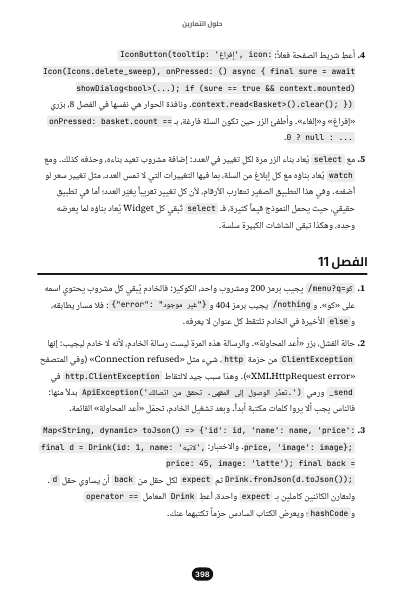 حلول التمارين
4. أعطِ شريط الصفحة فعلًا: IconButton(tooltip: 'إفراغ', icon:
Icon(Icons.delete_sweep), onPressed: () async { final sure = await
showDialog<bool>(...); if (sure == true && context.mounted)
context.read<Basket>().clear(); }). ونافذة الحوار هي نفسها في الفصل 8، بزري
«إفراغ» و«إلغاء». وأطفئ الزر حين تكون السلة فارغة، بـ onPressed: basket.count ==
0 ? null : ... .
5. مع select يُعاد بناء الزر مرة لكل تغيير في العدد: إضافة مشروب تعيد بناءه، وحذفه كذلك. ومع
watch يُعاد بناؤه مع كل إبلاغ من السلة، بما فيها التغييرات التي لا تمس العدد، مثل تغيير سعر لو
أضفته. وفي هذا التطبيق الصغير تتقارب الأرقام، لأن كل تغيير تقريبًا يغيّر العدد؛ أما في تطبيق
حقيقي، حيث يحمل النموذج قيمًا كثيرة، فـ select تُبقي كل Widget يُعاد بناؤه لما يعرضه
وحده، وهكذا تبقى الشاشات الكبيرة سلسة.
الفصل 11
1. /menu?q=كو يجيب برمز 200 ومشروب واحد، الكوكيز: فالخادم يُبقي كل مشروب يحتوي اسمه
على «كو». و /nothing يجيب برمز 404 و {"error": "غير موجود"} : فلا مسار يطابقه،
و else الأخيرة في الخادم تلتقط كل عنوان لا يعرفه.
2. حالة الفشل، بزر «أعد المحاولة». والرسالة هذه المرة ليست رسالة الخادم، لأنه لا خادم ليجيب: إنها
ClientException من حزمة http ، شيء مثل «Connection refused» (وفي المتصفح
«XMLHttpRequest error»). وهذا سبب جيد لالتقاط http.ClientException في
_send ورمي ApiException('تعذّر الوصول إلى المقهى. تحقق من اتصالك.') بدلًا منها:
فالناس يجب ألا يروا كلمات مكتبة أبدًا. وبعد تشغيل الخادم، تحمّل «أعد المحاولة» القائمة.
3. Map<String, dynamic> toJson() => {'id': id, 'name': name, 'price':
price, 'image': image}; . والاختبار: final d = Drink(id: 1, name: 'لاتيه',
price: 45, image: 'latte'); final back =
Drink.fromJson(d.toJson()); ثم expect لكل حقل من back أن يساوي حقل d .
ولتقارن الكائنين كاملين بـ expect واحدة، أعطِ Drink المعامل operator ==
و hashCode ؛ ويعرض الكتاب السادس حزماً تكتبهما عنك.
398